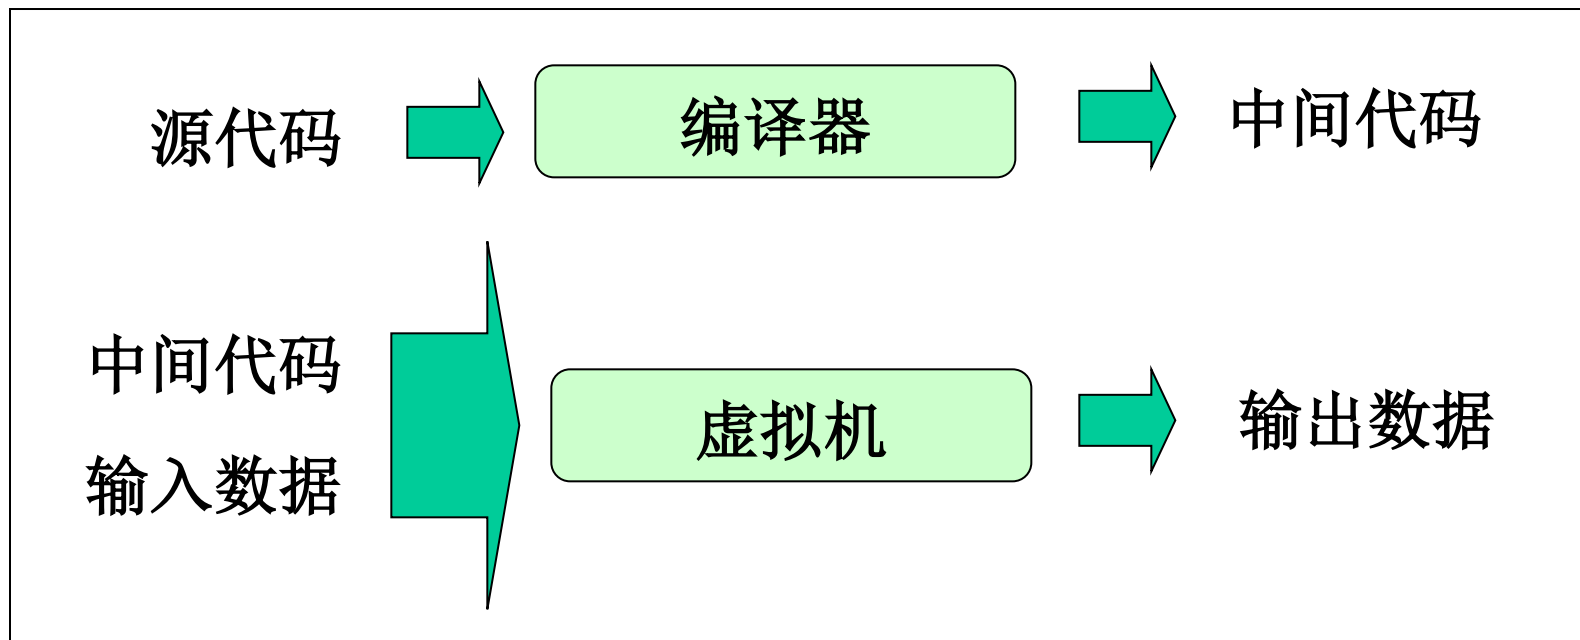 源代码
编译器
中间代码
中间代码
输入数据
虚拟机
输出数据